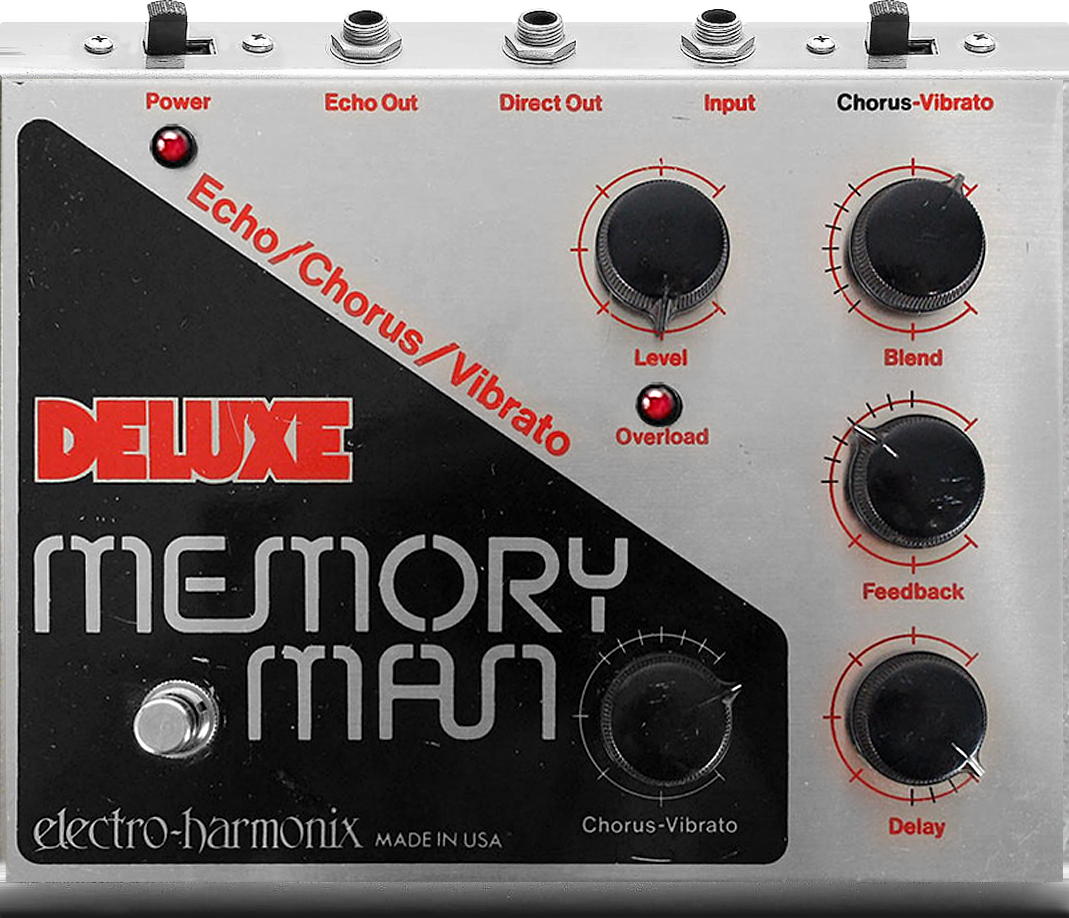 Power
Echo Out
Direct Out
Input
Chorus-Vibrato
Echo/Chorus/Vibrato
Level
Blend
Overload
DELUXE
MEMORY
MAN
Feedback
Chorus-Vibrato
Delay
electro-harmonix MADE IN USA